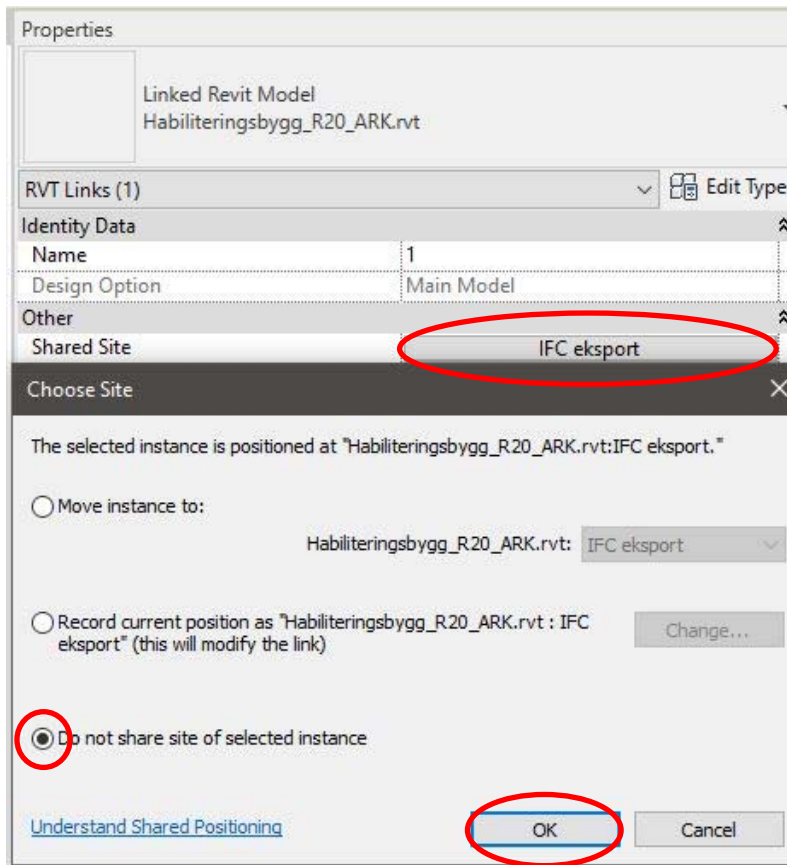 Properties
Linked Revit Model
Habiliteringsbygg_R20_ARK.rvt
RVT Links (1)
Edit Type
Identity Data
Name 1
Design Option Main Model
Other
Shared Site IFC eksport
Choose Site
The selected instance is positioned at "Habiliteringsbygg_R20_ARK.rvt:IFC eksport."
Move instance to:
Habiliteringsbygg_R20_ARK.rvt: IFC eksport
Record current position as "Habiliteringsbygg_R20_ARK.rvt : IFC
eksport" (this will modify the link)
Change...
Do not share site of selected instance
Understand Shared Positioning
OK
Cancel